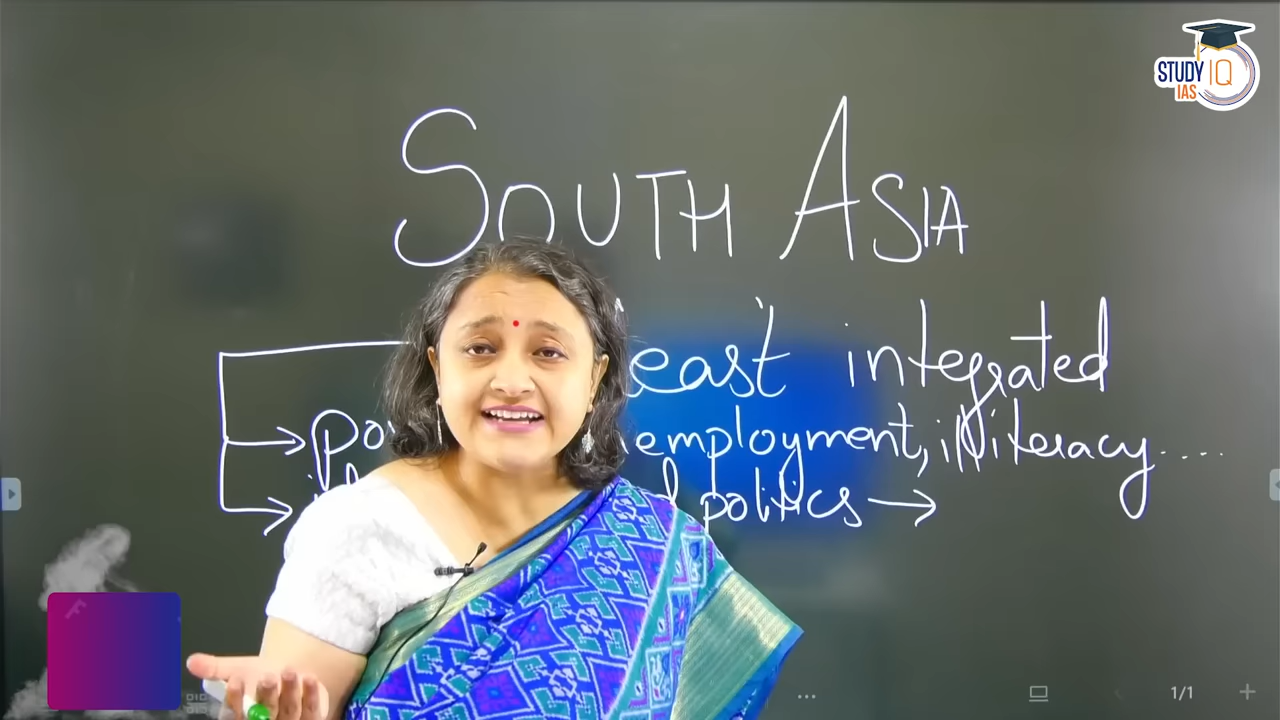 STUDY IQ
IAS
SOUTH ASIA
east integrated
employment, illiteracy....
politics →
1/1